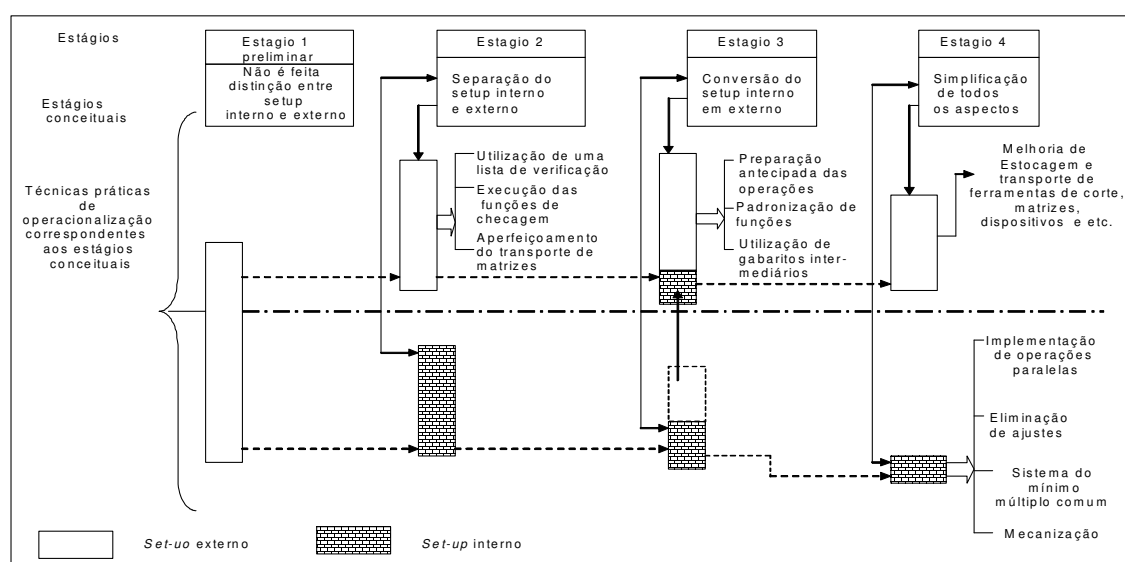 Estágios
Estagio 1
preliminar
Não é feita
distinção entre
setup
interno e externo
Estagio 2
Separação do
setup interno
e externo
Estagio 3
Conversão do
setup interno
em externo
Estagio 4
Simplificação
de todos
os aspectos
Estágios
conceituais
Técnicas práticas
de
operacionalização
correspondentes
aos estágios
conceituais
Utilização de uma
lista de verificação
Execução das
funções de
checagem
Aperfeiçoamento
do transporte de
matrizes
Preparação
antecipada das
operações
Padronização de
funções
Utilização de
gabaritos inter-
mediários
Melhoria de
Estocagem e
transporte de
ferramentas de corte,
matrizes,
dispositivos e etc.
Implementação
de operações
paralelas
Eliminação
de ajustes
Sistema do
mínimo
múltiplo comum
Mecanização
Set-uo externo
Set-up interno